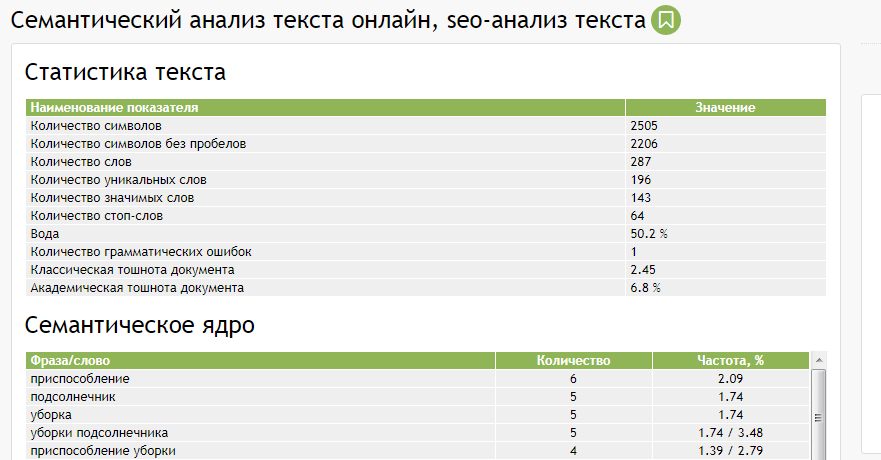 Семантический анализ текста онлайн, seo-анализ текста
Статистика текста
Наименование показателя Значение
Количество символов 2505
Количество символов без пробелов 2206
Количество слов 287
Количество уникальных слов 196
Количество значимых слов 143
Количество стоп-слов 64
Вода 50.2 %
Количество грамматических ошибок 1
Классическая тошнота документа 2.45
Академическая тошнота документа 6.8 %
Семантическое ядро
Фраза/слово Количество Частота, %
приспособление 6 2.09
подсолнечник 5 1.74
уборка 5 1.74
уборки подсолнечника 5 1.74 / 3.48
приспособление уборки 4 1.39 / 2.79